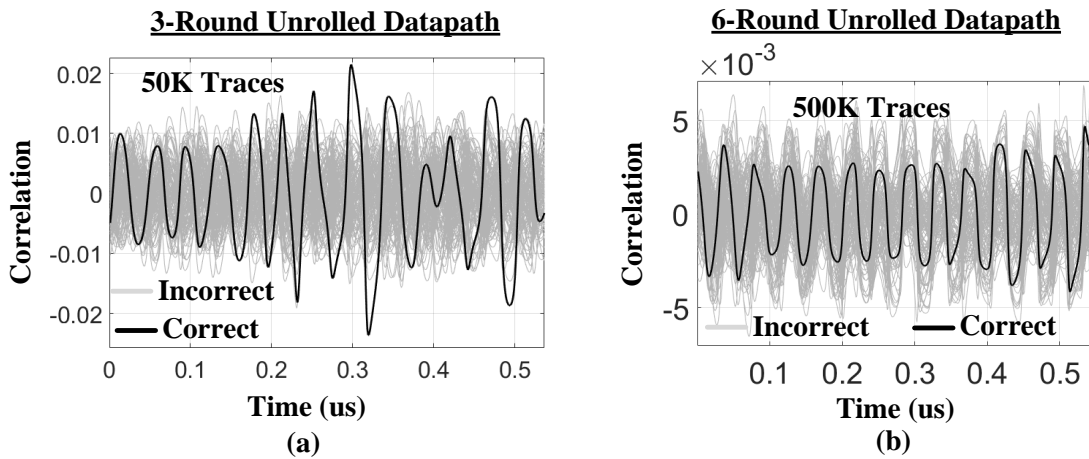 3-Round Unrolled Datapath
50K Traces
0.02
0.01
0
-0.01
-0.02
Correlation
Incorrect
Correct
0 0.1 0.2 0.3 0.4 0.5
Time (us)
(a)
6-Round Unrolled Datapath
×10⁻³
500K Traces
5
0
-5
Correlation
Incorrect Correct
0.1 0.2 0.3 0.4 0.5
Time (us)
(b)